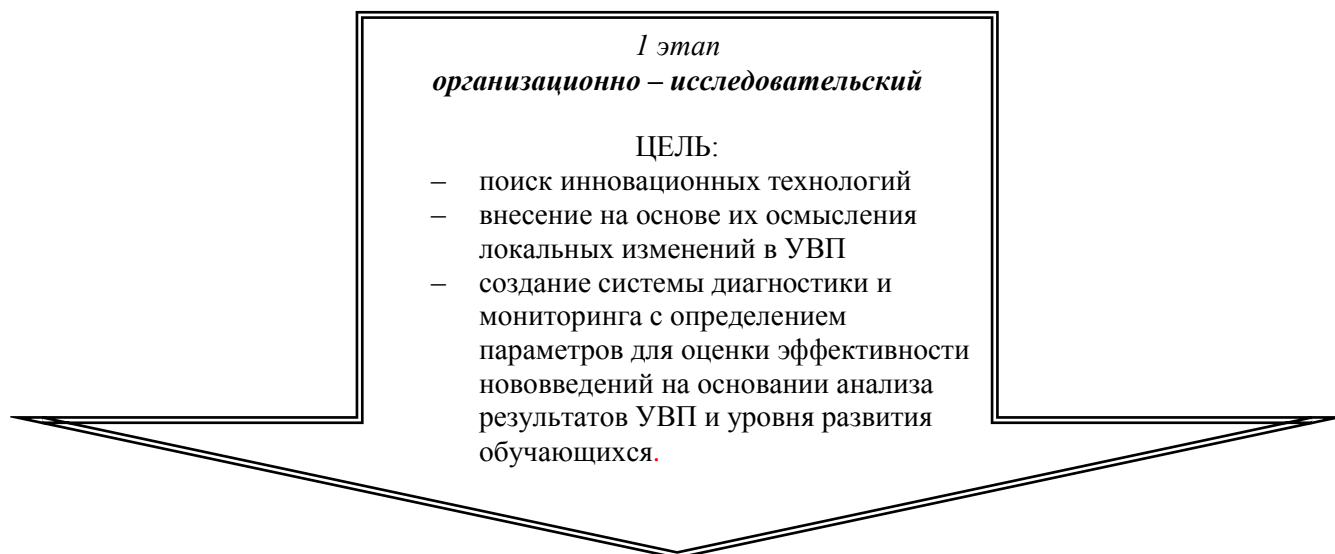 1 этап
организационно – исследовательский
ЦЕЛЬ:
– поиск инновационных технологий
– внесение на основе их осмысления
локальных изменений в УВП
– создание системы диагностики и
мониторинга с определением
параметров для оценки эффективности
нововведений на основании анализа
результатов УВП и уровня развития
обучающихся.